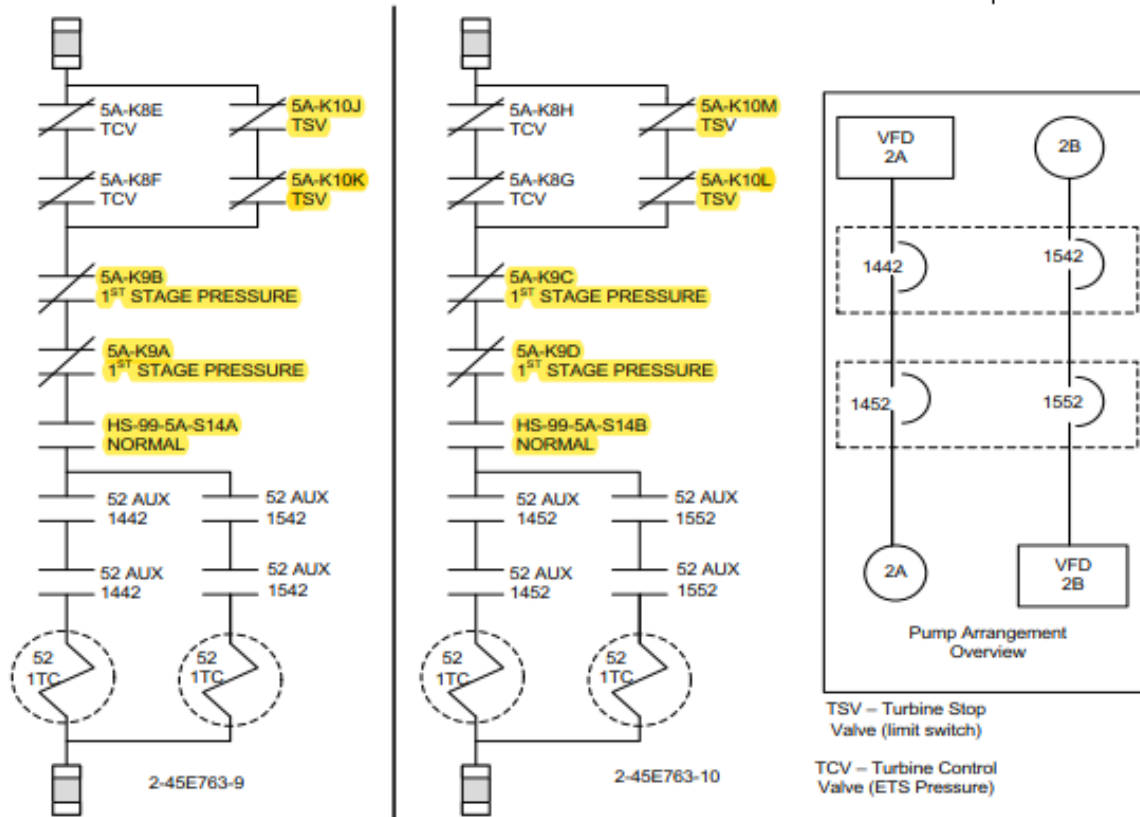 5A-K8E
TCV
5A-K10J
TSV
5A-K8F
TCV
5A-K10K
TSV
5A-K9B
1ST STAGE PRESSURE
5A-K9A
1ST STAGE PRESSURE
HS-99-5A-S14A
NORMAL
52 AUX
1442
52 AUX
1542
52 AUX
1442
52 AUX
1542
52
1TC
52
1TC
2-45E763-9
5A-K8H
TCV
5A-K10M
TSV
5A-K8G
TCV
5A-K10L
TSV
5A-K9C
1ST STAGE PRESSURE
5A-K9D
1ST STAGE PRESSURE
HS-99-5A-S14B
NORMAL
52 AUX
1452
52 AUX
1552
52 AUX
1452
52 AUX
1552
52
1TC
52
1TC
2-45E763-10
VFD
2A
2B
1442
1542
1452
1552
2A
VFD
2B
Pump Arrangement
Overview
TSV – Turbine Stop
Valve (limit switch)
TCV – Turbine Control
Valve (ETS Pressure)